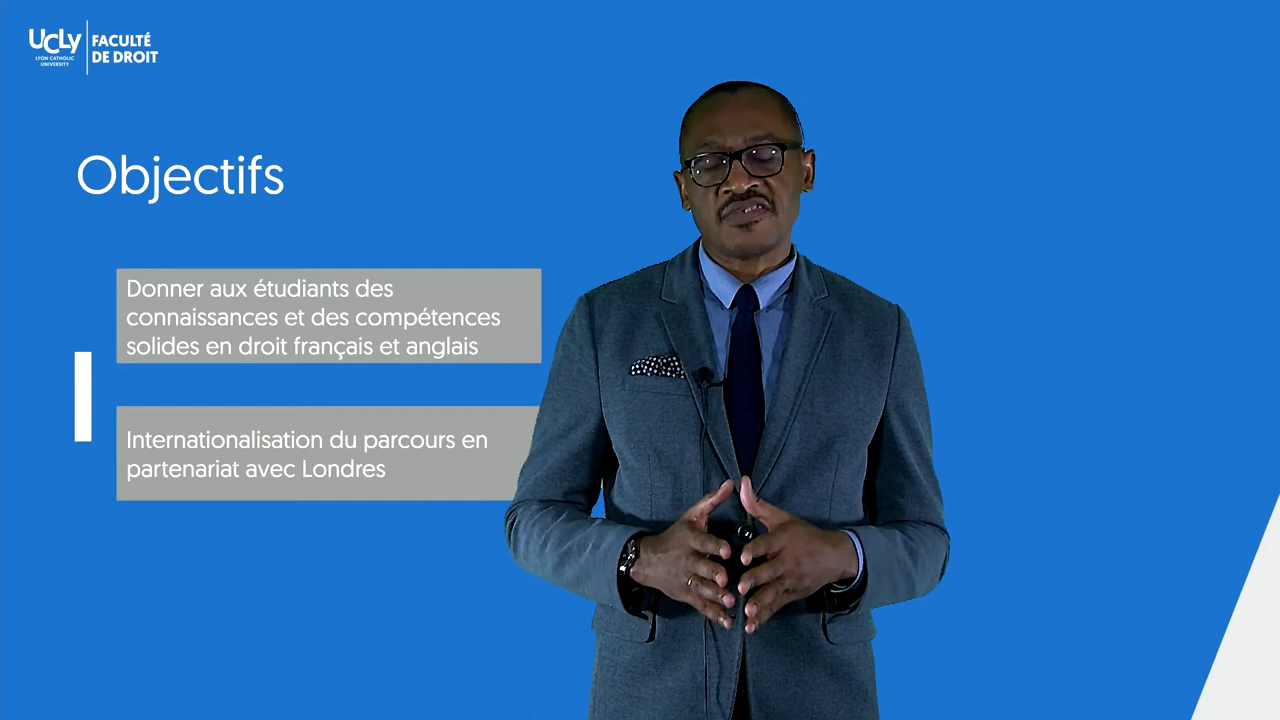 UCLy
LYON CATHOLIC
UNIVERSITY
FACULTÉ
DE DROIT
Objectifs
Donner aux étudiants des
connaissances et des compétences
solides en droit français et anglais
Internationalisation du parcours en
partenariat avec Londres